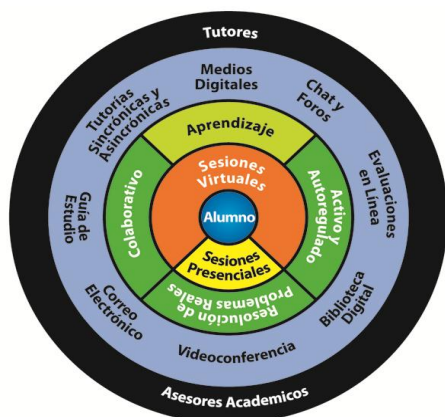 Tutores
Medios
Digitales
Chat y
Foros
Evaluaciones
en Línea
Biblioteca
Digital
Videoconferencia
Correo
Electrónico
Guía de
Estudio
Tutorías
Sincrónicas y
Asincrónicas
Aprendizaje
Activo y
Autoregulado
Resolución de
Problemas Reales
Colaborativo
Sesiones
Virtuales
Alumno
Sesiones
Presenciales
Asesores Academicos